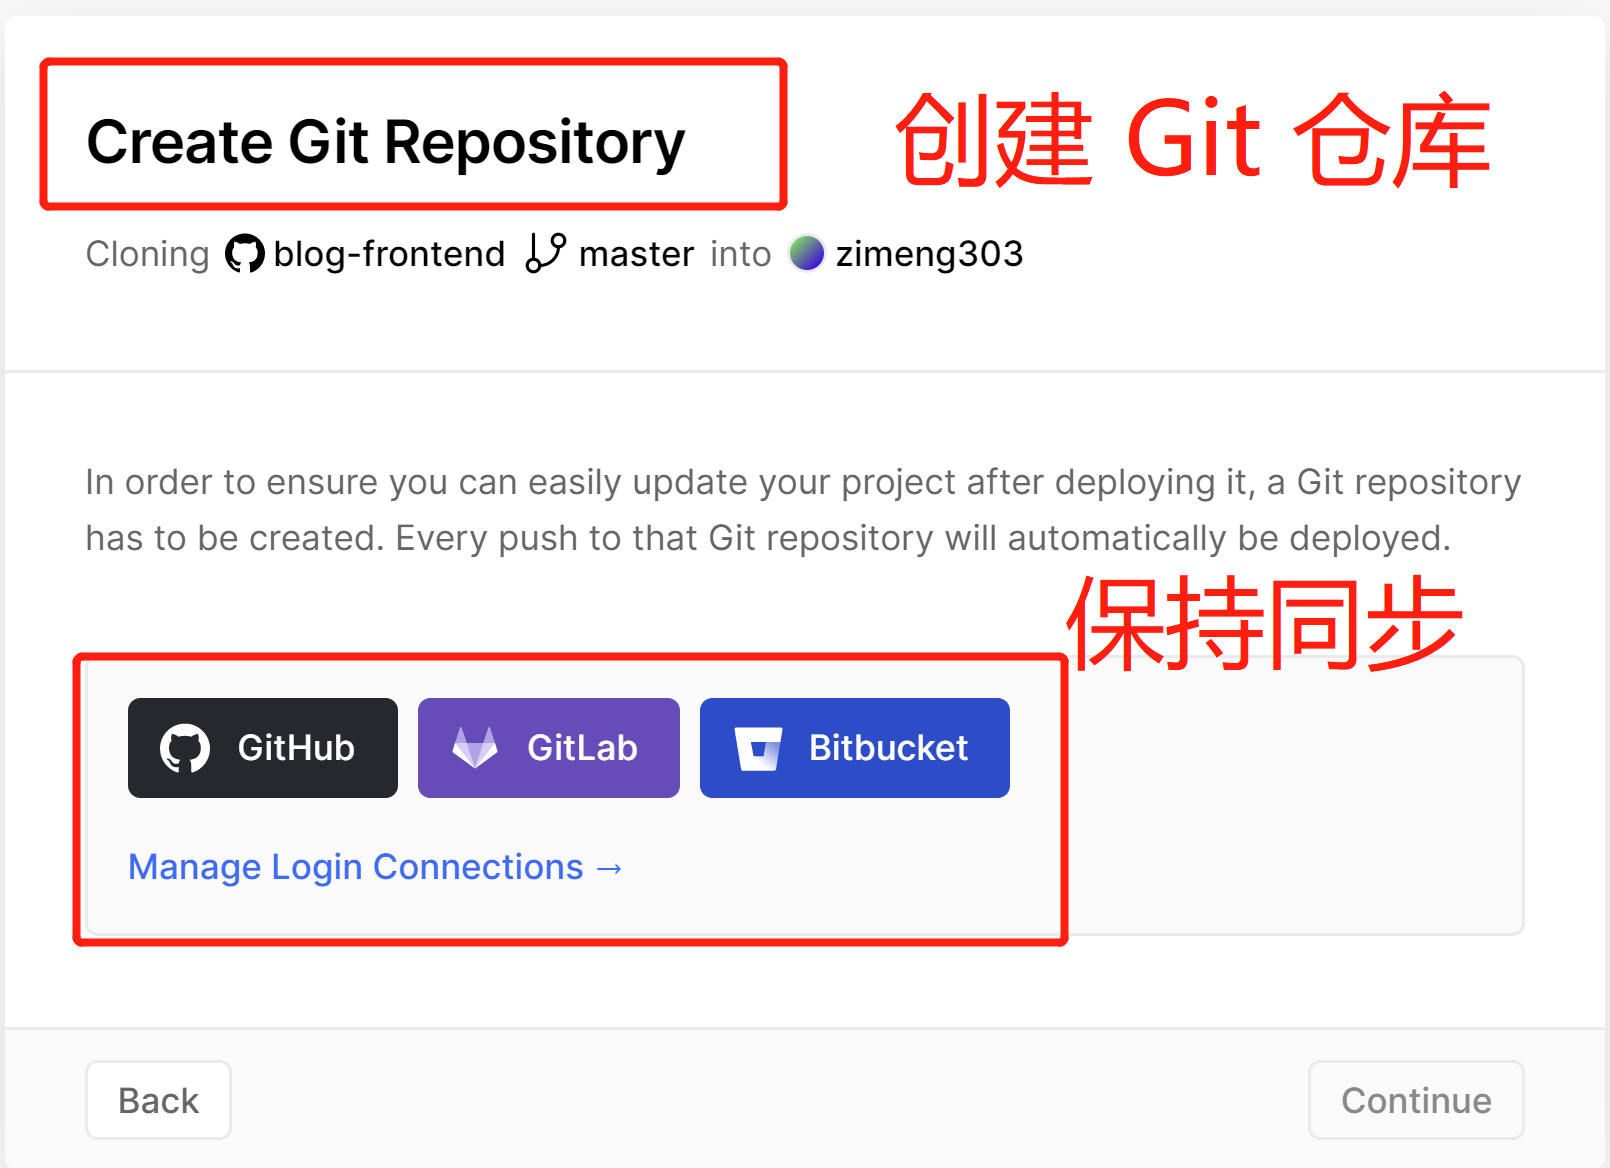 Create Git Repository
创建 Git 仓库
Cloning blog-frontend master into zimeng303
In order to ensure you can easily update your project after deploying it, a Git repository
has to be created. Every push to that Git repository will automatically be deployed.
保持同步
GitHub GitLab Bitbucket
Manage Login Connections →
Back Continue